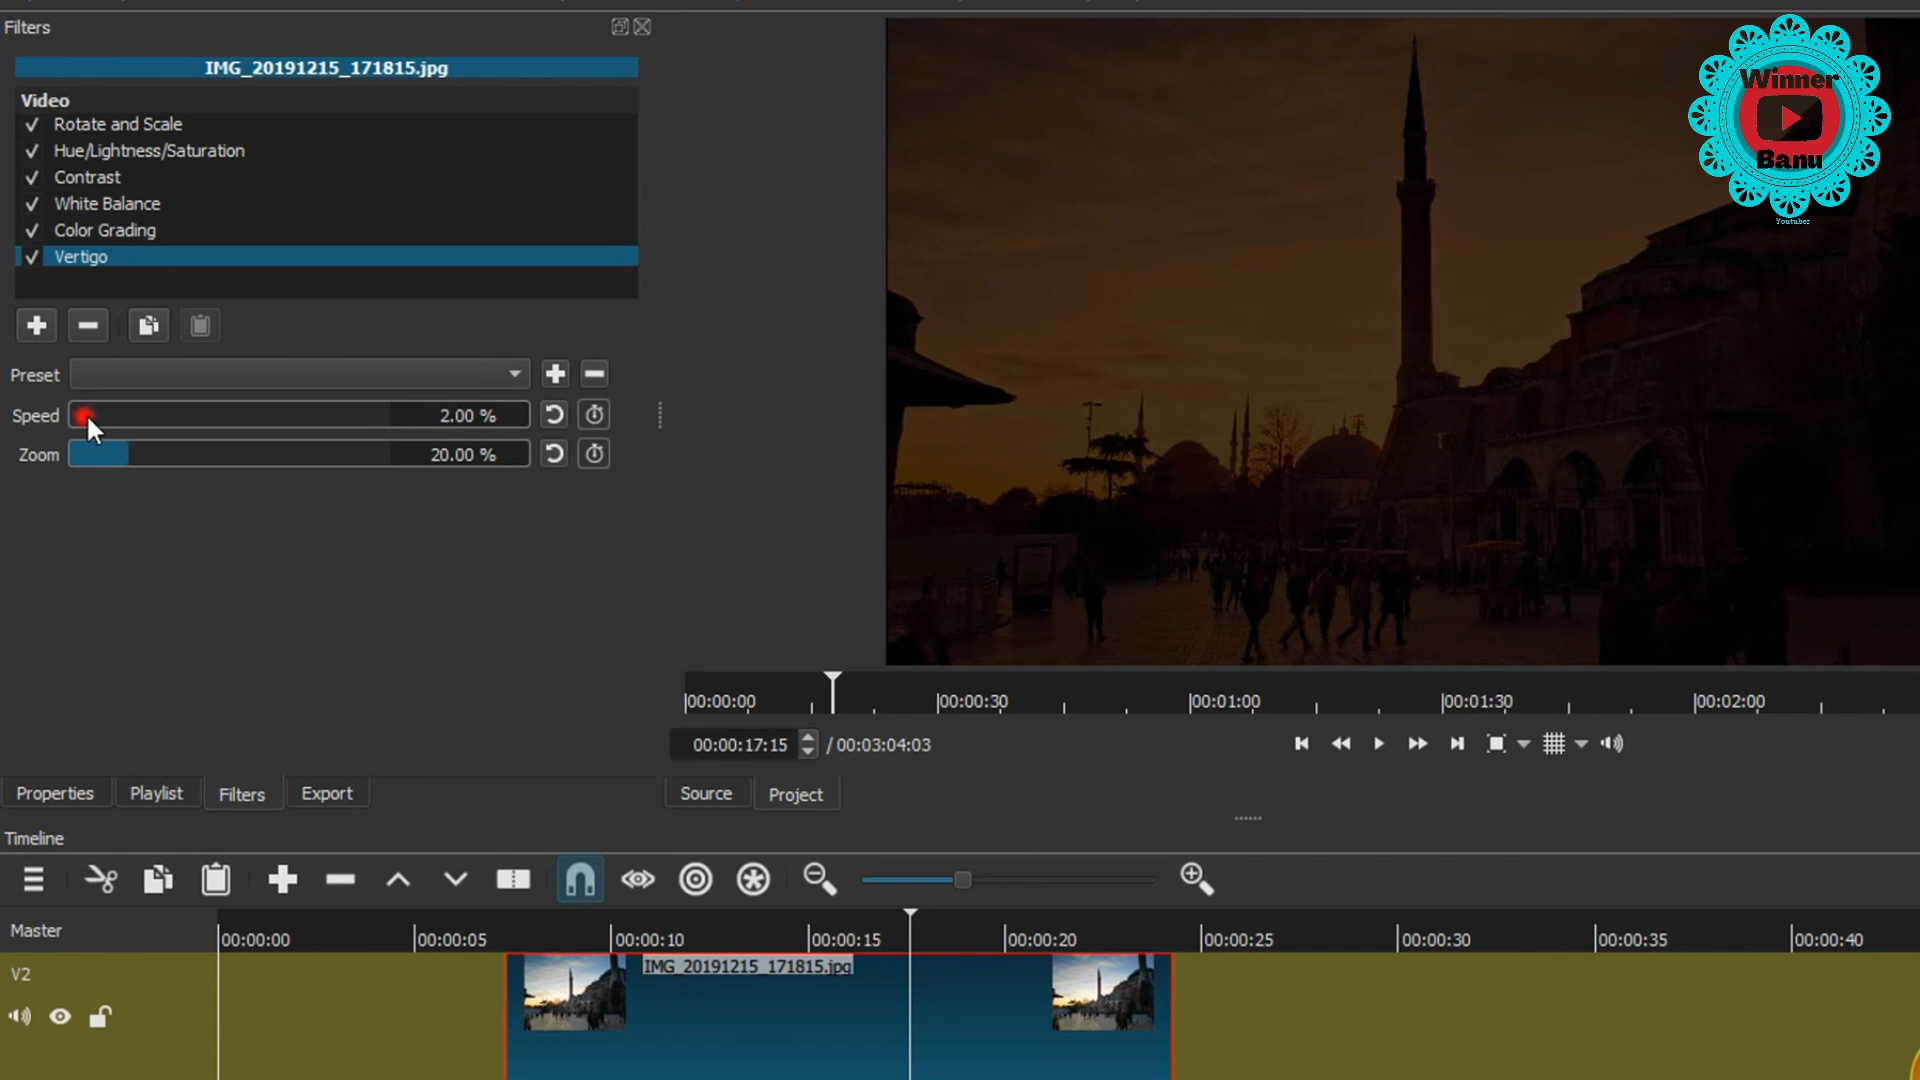 Filters
IMG_20191215_171815.jpg
Video
Rotate and Scale
Hue/Lightness/Saturation
Contrast
White Balance
Color Grading
Vertigo
Preset
Speed 2.00 %
Zoom 20.00 %
Winner
Banu
Youtuber
00:00:00 00:00:30 00:01:00 00:01:30 00:02:00
00:00:17:15 / 00:03:04:03
Properties Playlist Filters Export Source Project
Timeline
Master 00:00:00 00:00:05 00:00:10 00:00:15 00:00:20 00:00:25 00:00:30 00:00:35 00:00:40
V2 IMG_20191215_171815.jpg